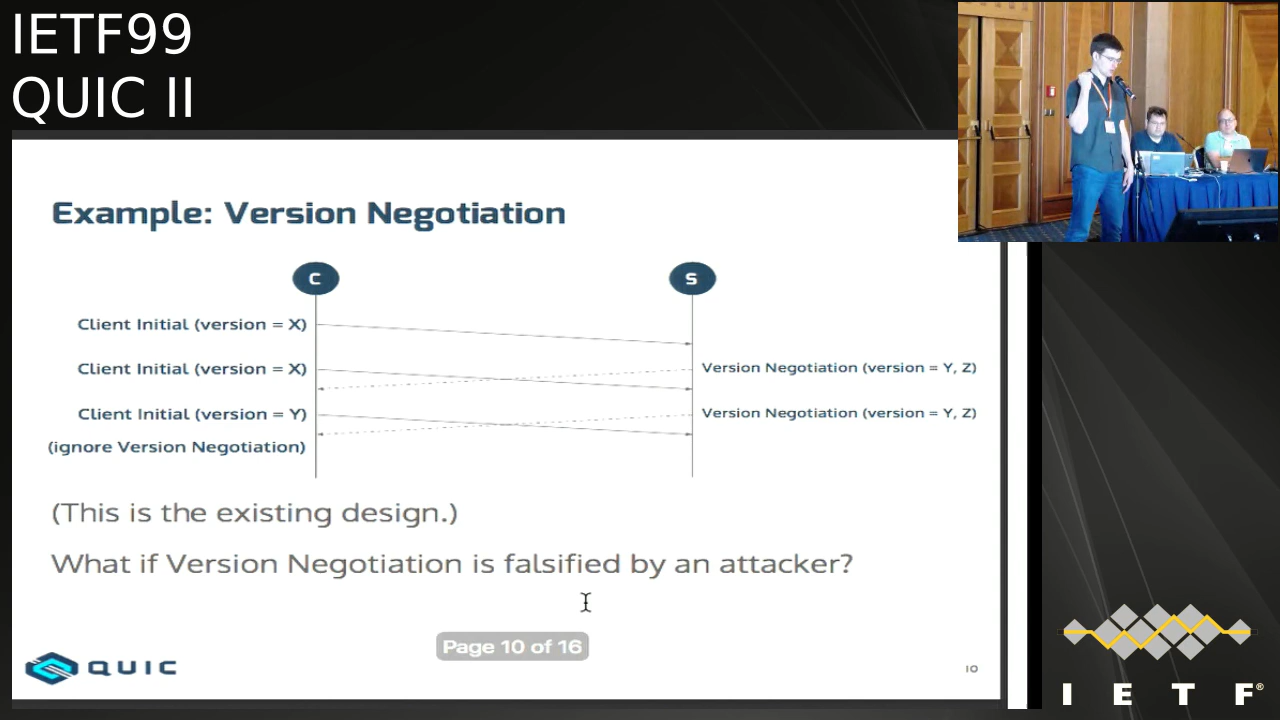 IETF99
QUIC II
Example: Version Negotiation
C
S
Client Initial (version = X)
Client Initial (version = X)
Version Negotiation (version = Y, Z)
Client Initial (version = Y)
Version Negotiation (version = Y, Z)
(ignore Version Negotiation)
(This is the existing design.)
What if Version Negotiation is falsified by an attacker?
Page 10 of 16
QUIC
10
IETF®